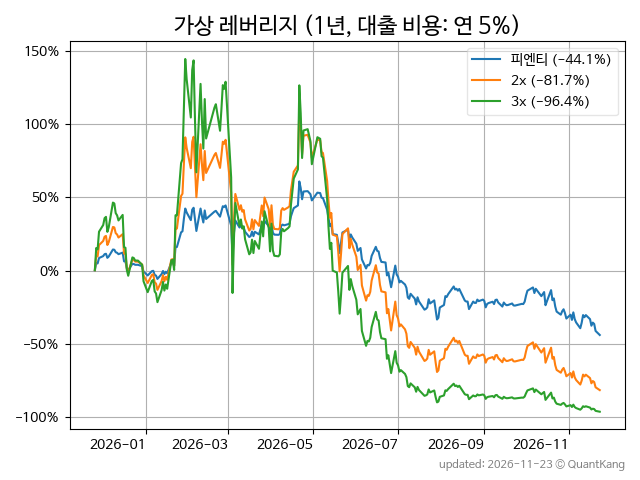 가상 레버리지 (1년, 대출 비용: 연 5%)
피엔티 (-44.1%)
2x (-81.7%)
3x (-96.4%)
150%
100%
50%
0%
−50%
−100%
2026-01 2026-03 2026-05 2026-07 2026-09 2026-11
updated: 2026-11-23 © QuantKang